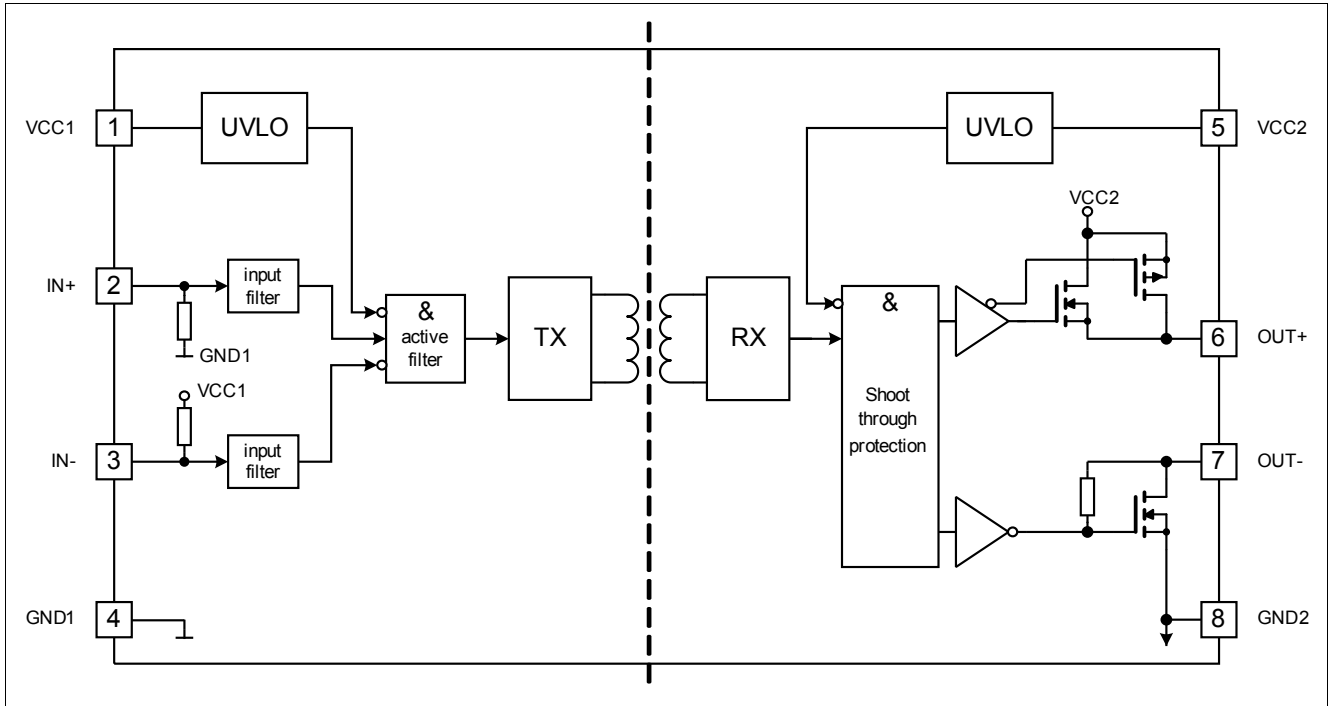 VCC1
1
UVLO
UVLO
5
VCC2
VCC2
IN+
2
input
filter
GND1
&
active
filter
TX
RX
&
Shoot
through
protection
6
OUT+
VCC1
IN-
3
input
filter
7
OUT-
GND1
4
8
GND2